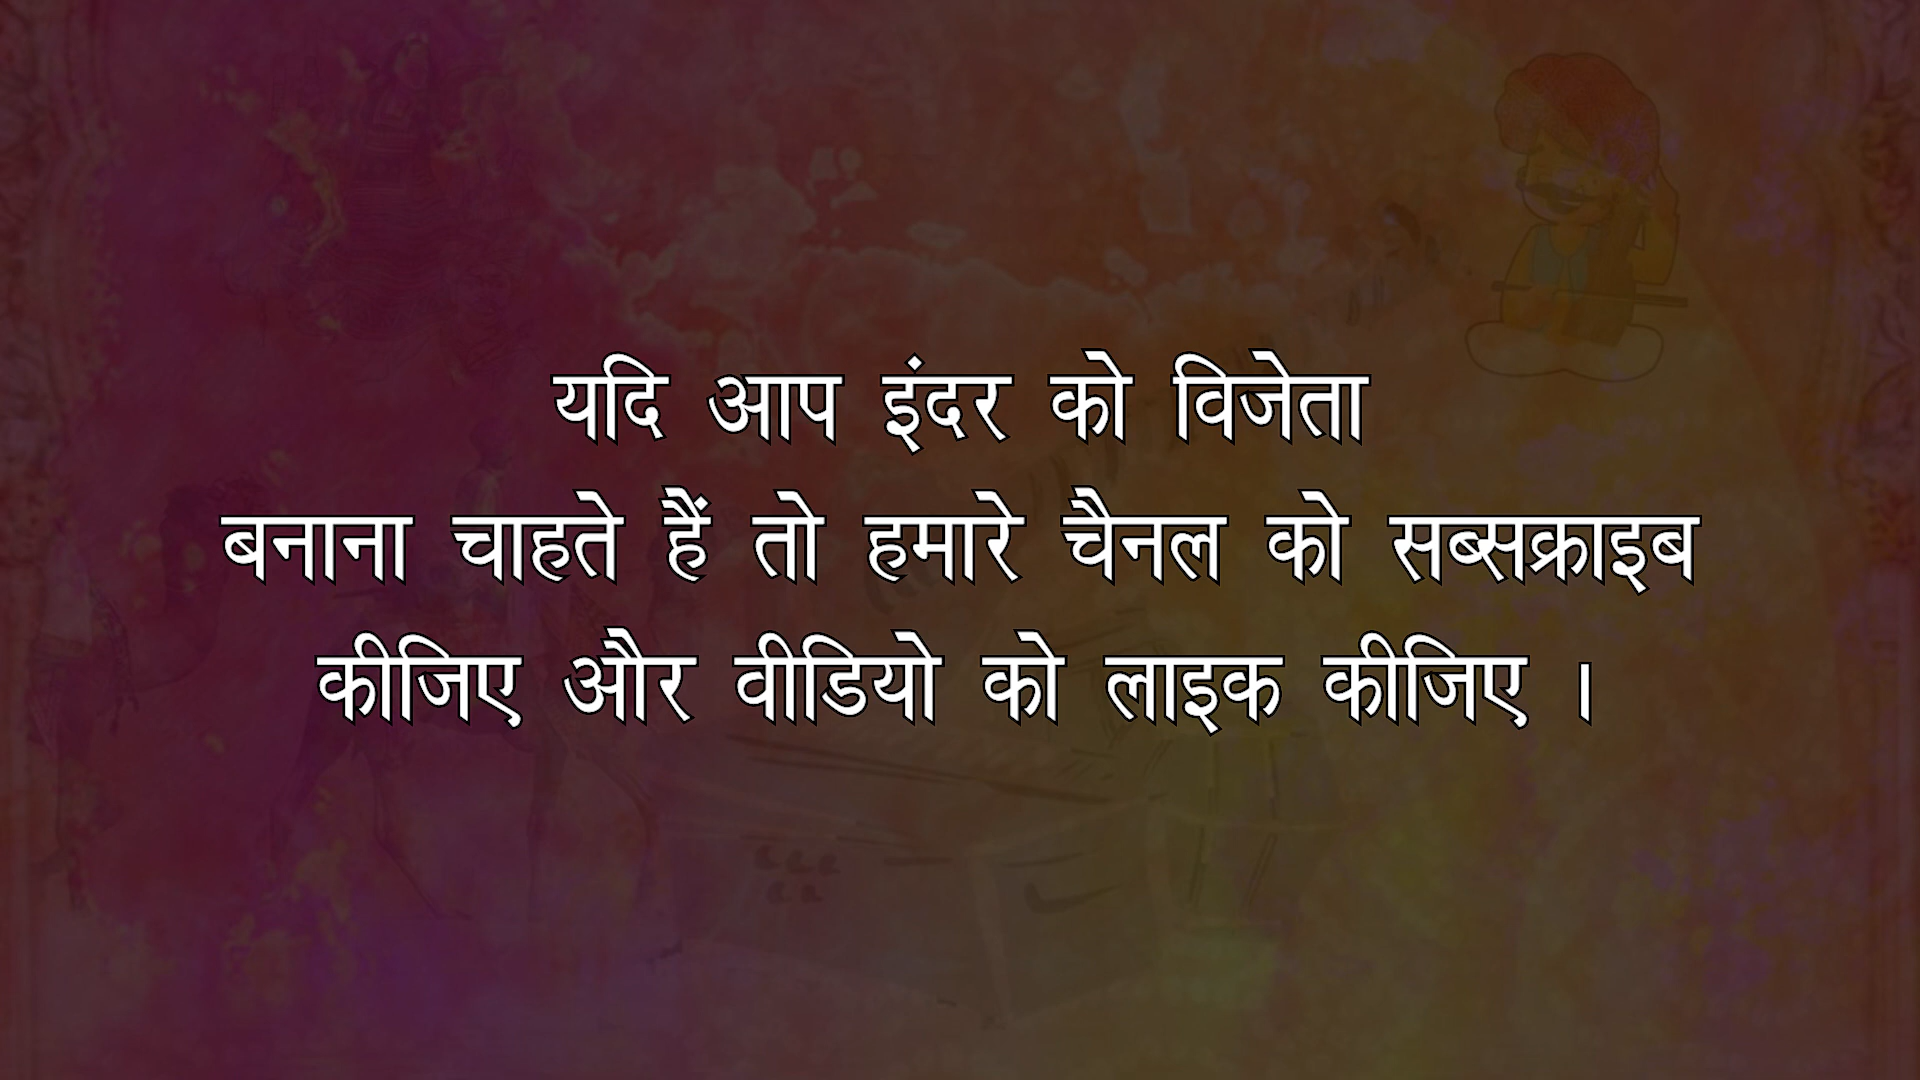 यदि आप इंदर को विजेता
बनाना चाहते हैं तो हमारे चैनल को सब्सक्राइब
कीजिए और वीडियो को लाइक कीजिए ।